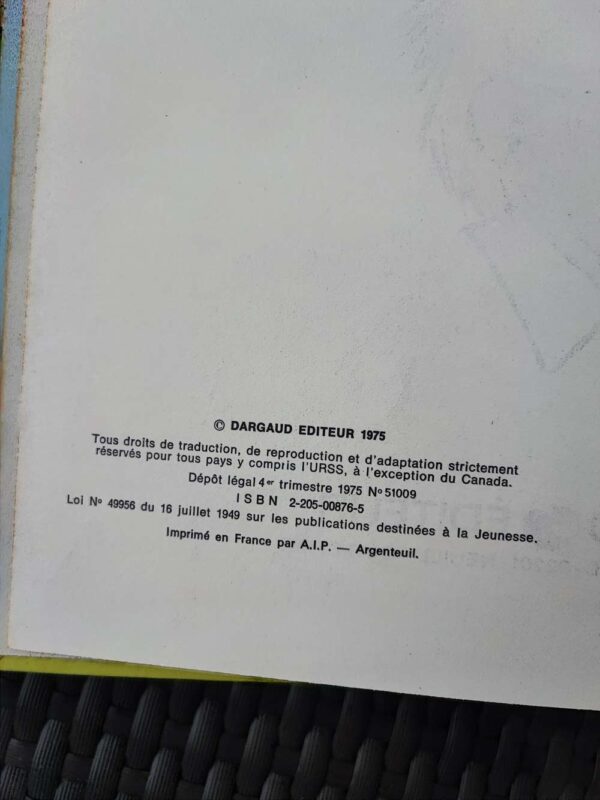 © DARGAUD EDITEUR 1975
Tous droits de traduction, de reproduction et d'adaptation strictement
réservés pour tous pays y compris l'URSS, à l'exception du Canada.
Dépôt légal 4er trimestre 1975 N° 51009
ISBN 2-205-00876-5
Loi N° 49956 du 16 juillet 1949 sur les publications destinées à la Jeunesse.
Imprimé en France par A.I.P. — Argenteuil.